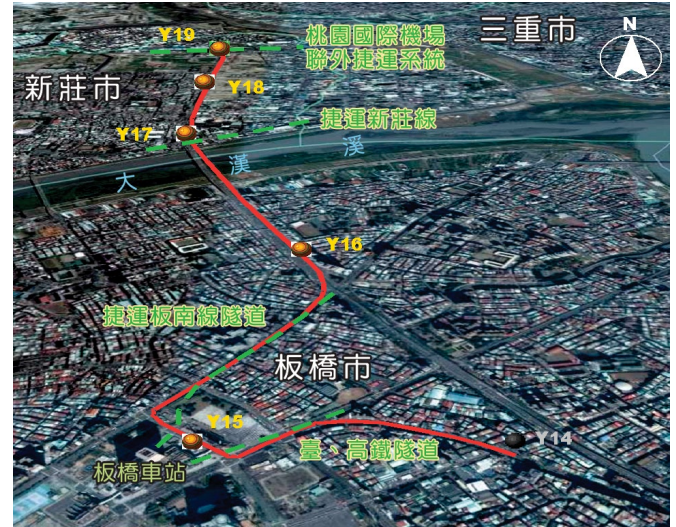 Y19
桃園國際機場
聯外捷運系統
三重市
N
新莊市
Y18
Y17
捷運新莊線
大漢溪
Y16
捷運板南線隧道
板橋市
Y15
Y14
臺、高鐵隧道
板橋車站